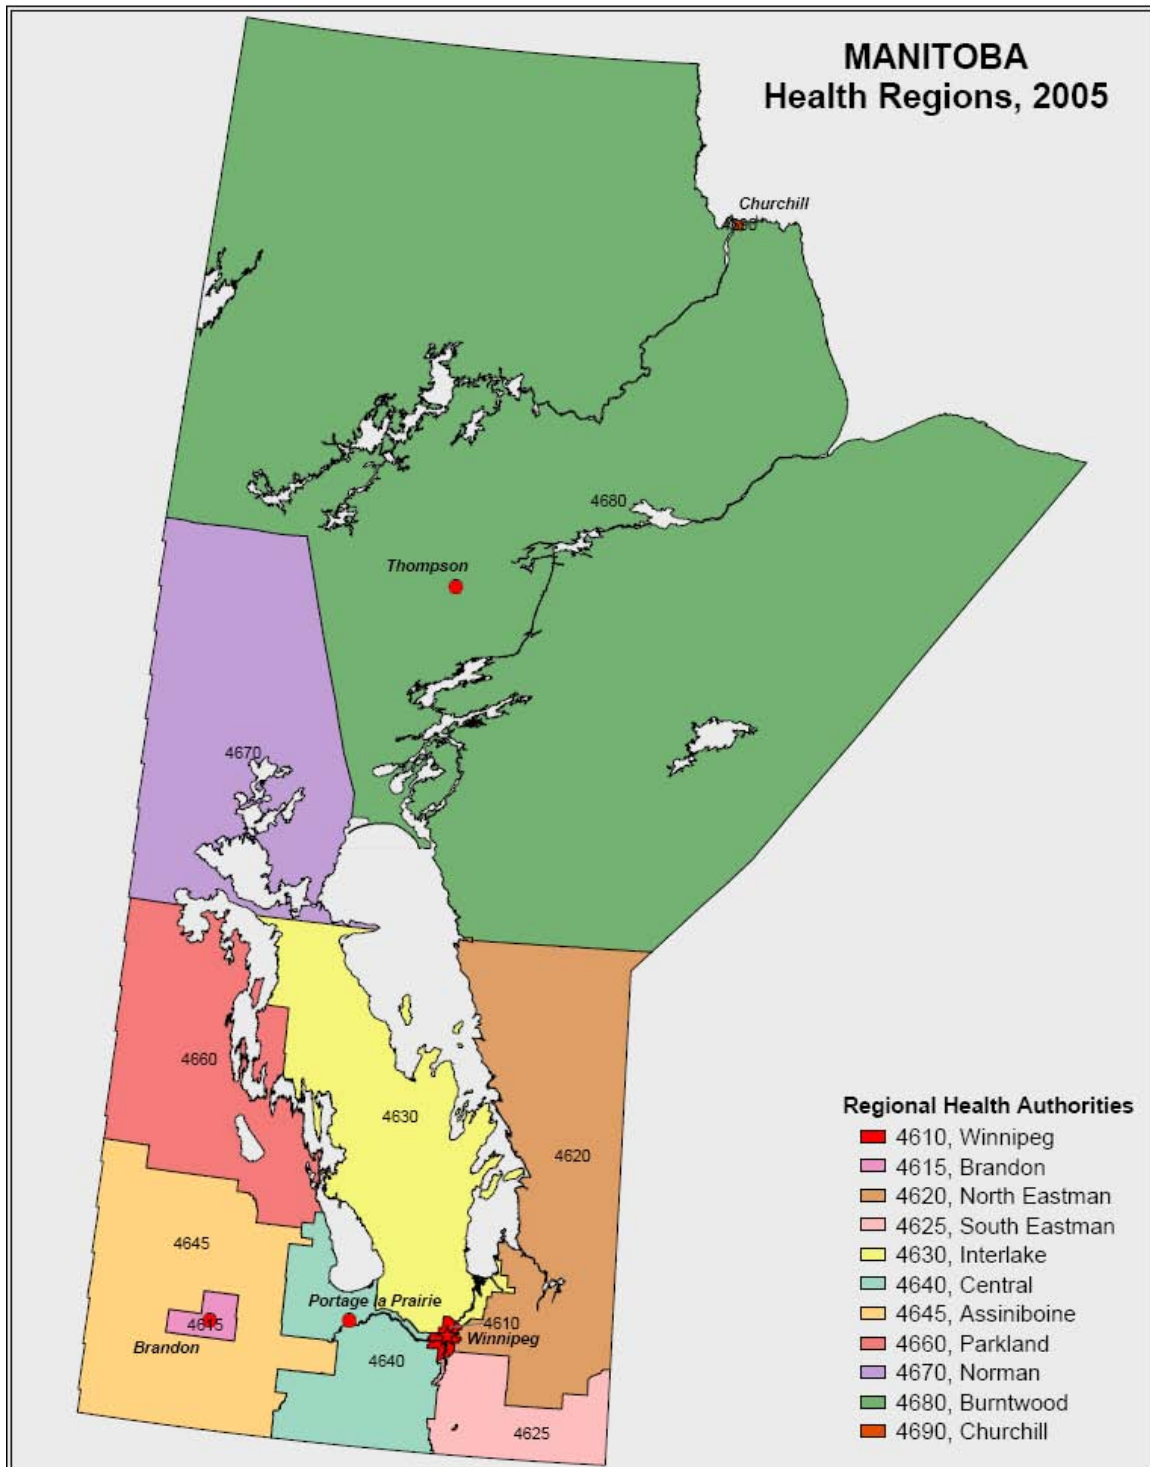 MANITOBA
Health Regions, 2005
Churchill
4680
Thompson
4670
4660
4630
4620
4645
Portage la Prairie
4615
4610
Brandon
Winnipeg
4640
4625
Regional Health Authorities
4610, Winnipeg
4615, Brandon
4620, North Eastman
4625, South Eastman
4630, Interlake
4640, Central
4645, Assiniboine
4660, Parkland
4670, Norman
4680, Burntwood
4690, Churchill